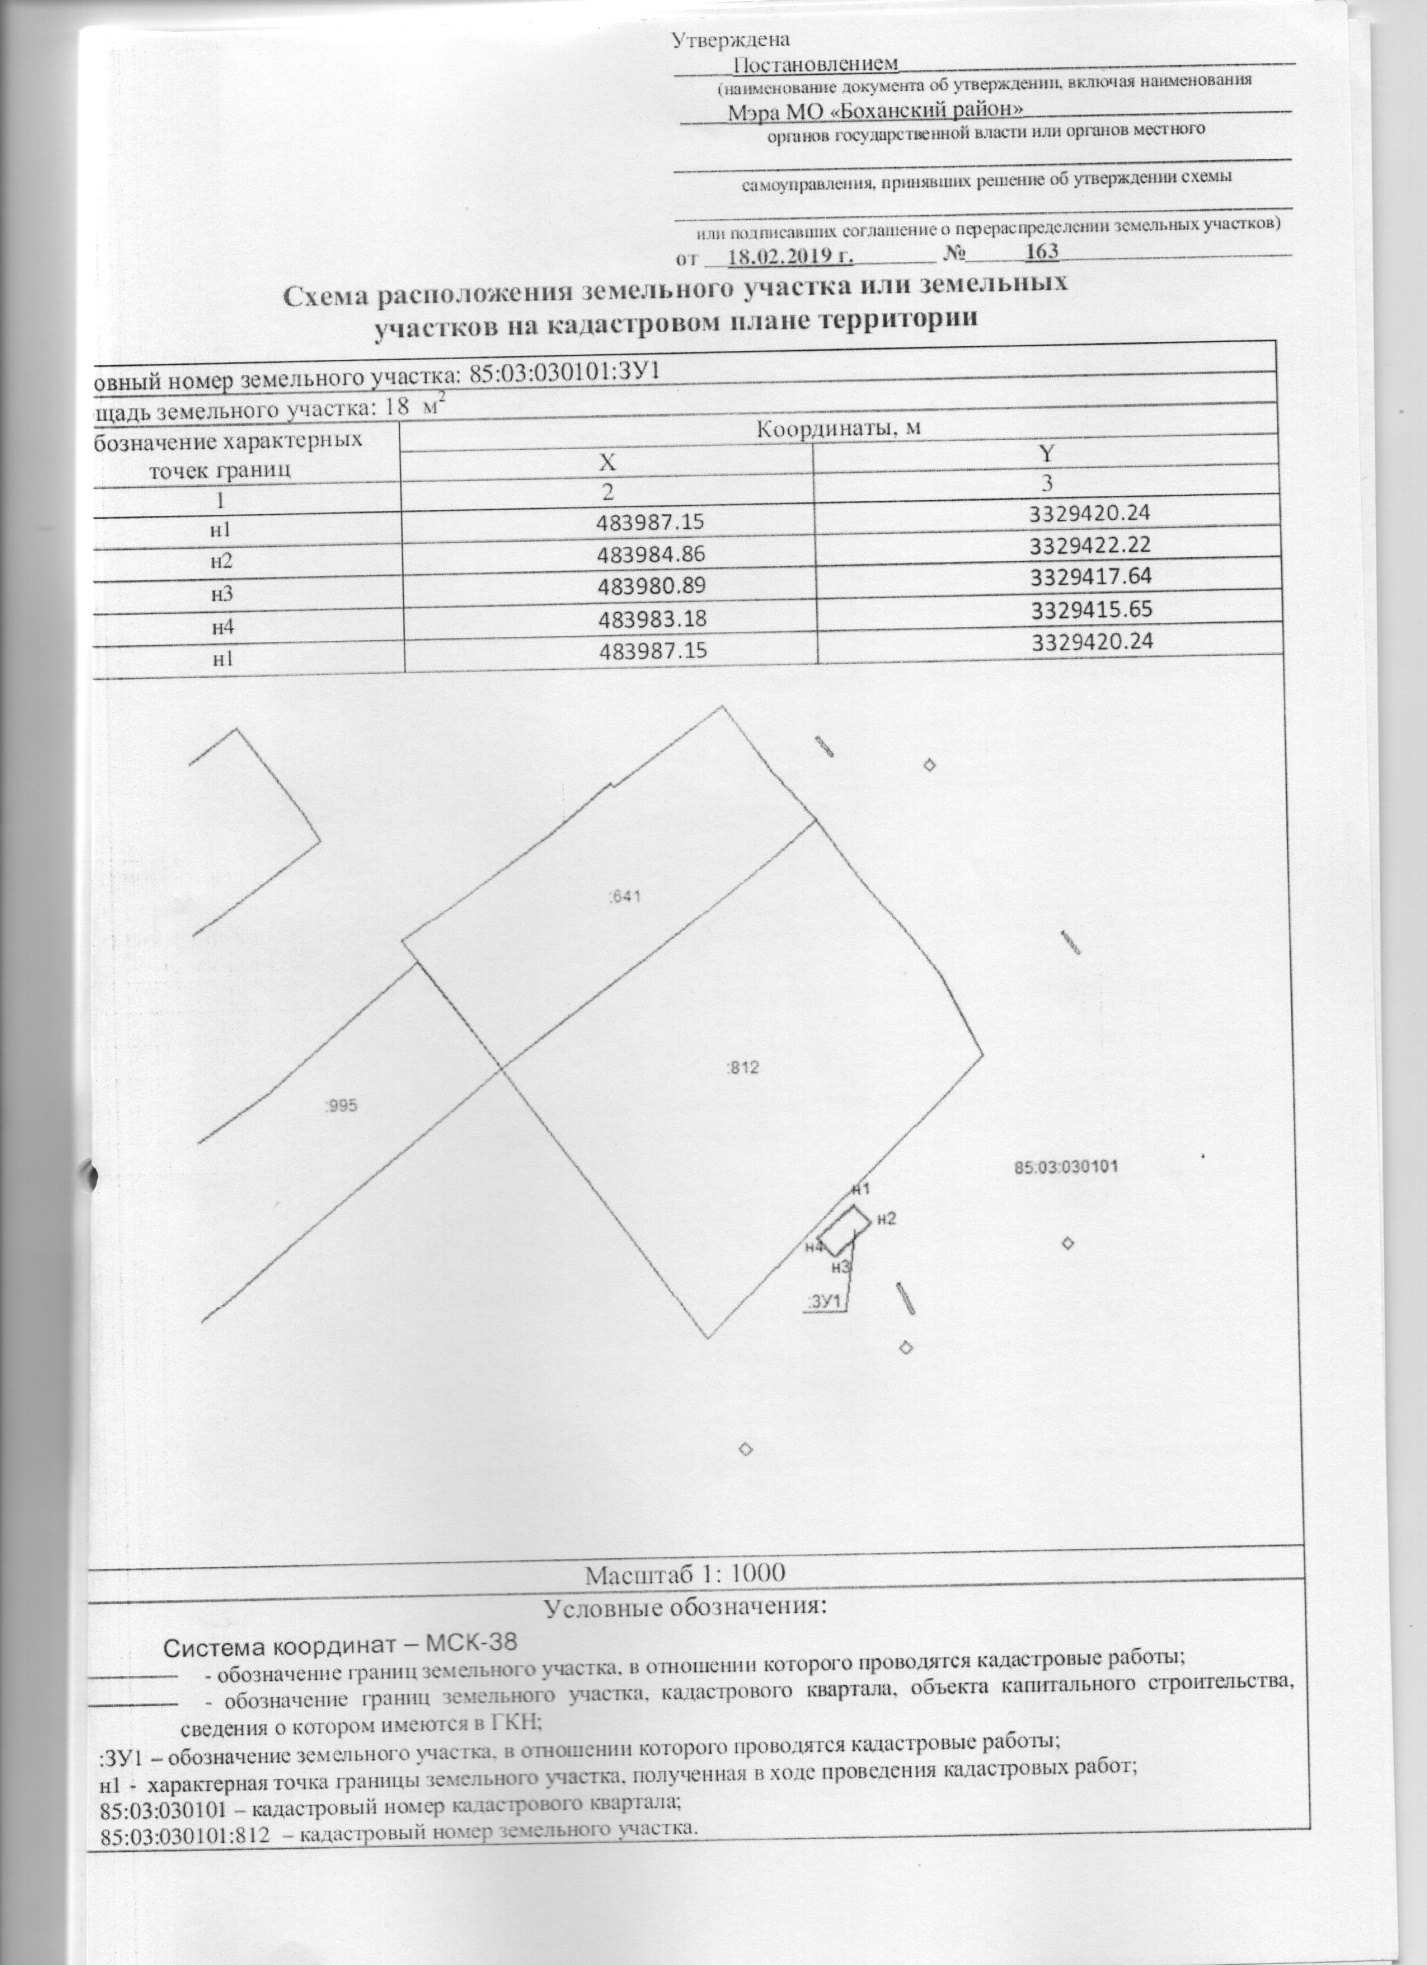 Утверждена
Постановлением
(наименование документа об утверждении, включая наименования
Мэра МО «Боханский район»
органов государственной власти или органов местного
самоуправления, принявших решение об утверждении схемы
или подписавших соглашение о перераспределении земельных участков)
от 18.02.2019 г. № 163
Схема расположения земельного участка или земельных
участков на кадастровом плане территории
овный номер земельного участка: 85:03:030101:ЗУ1
щадь земельного участка: 18 м²
бозначение характерных точек границ Координаты, м
X Y
1 2 3
н1 483987.15 3329420.24
н2 483984.86 3329422.22
н3 483980.89 3329417.64
н4 483983.18 3329415.65
н1 483987.15 3329420.24
:641
:812
:995
85:03:030101
н1
н2
н4
н3
:ЗУ1
Масштаб 1: 1000
Условные обозначения:
Система координат – МСК-38
- обозначение границ земельного участка, в отношении которого проводятся кадастровые работы;
- обозначение границ земельного участка, кадастрового квартала, объекта капитального строительства,
сведения о котором имеются в ГКН;
:ЗУ1 – обозначение земельного участка, в отношении которого проводятся кадастровые работы;
н1 - характерная точка границы земельного участка, полученная в ходе проведения кадастровых работ;
85:03:030101 – кадастровый номер кадастрового квартала;
85:03:030101:812 – кадастровый номер земельного участка.